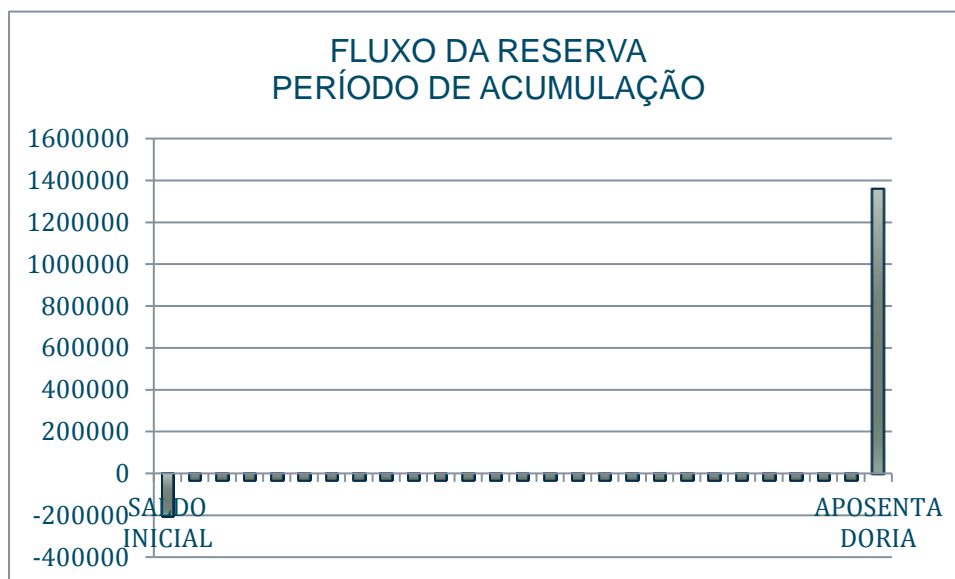 FLUXO DA RESERVA
PERÍODO DE ACUMULAÇÃO
1600000
1400000
1200000
1000000
800000
600000
400000
200000
0
-200000
-400000
SALDO
INICIAL
APOSENTA
DORIA